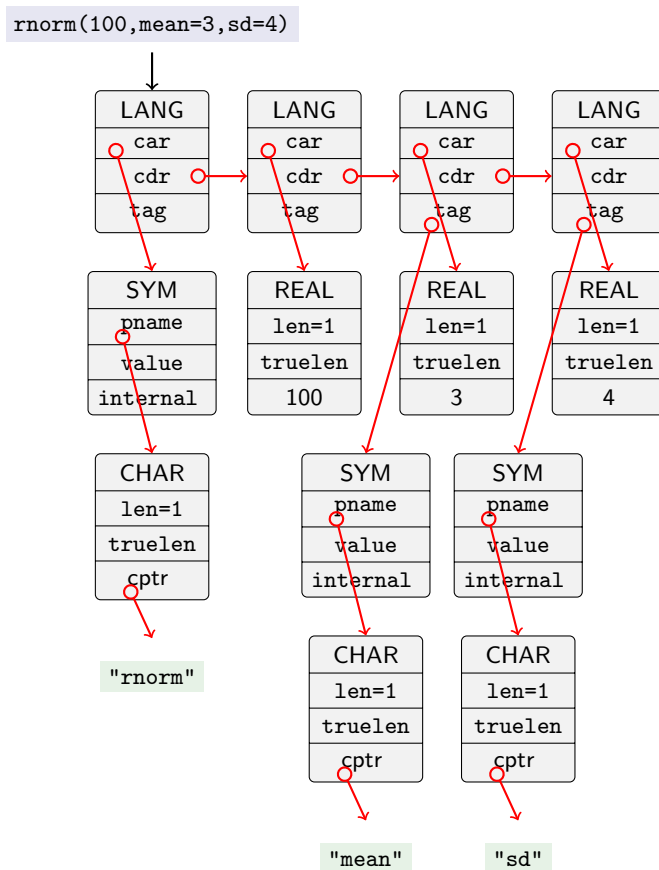 rnorm(100,mean=3,sd=4)
LANG LANG LANG LANG
car car car car
cdr cdr cdr cdr
tag tag tag tag
SYM REAL REAL REAL
pname len=1 len=1 len=1
value truelen truelen truelen
internal 100 3 4
CHAR SYM SYM
len=1 pname pname
truelen value value
cptr internal internal
CHAR CHAR
"rnorm" len=1 len=1
truelen truelen
cptr cptr
"mean" "sd"